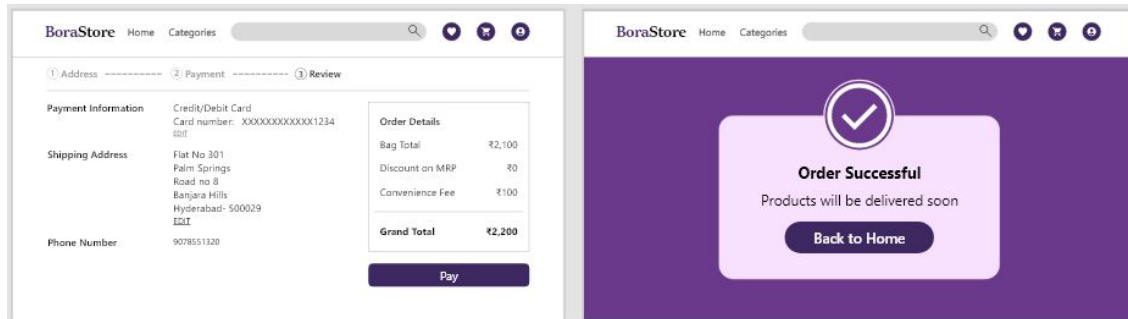 BoraStore Home Categories
1 Address ---------- 2 Payment ---------- 3 Review
Payment Information
Credit/Debit Card
Card number: XXXXXXXXXXXX1234
EDIT
Shipping Address
Flat No 301
Palm Springs
Road no 8
Banjara Hills
Hyderabad- 500029
EDIT
Phone Number
9078551320
Order Details
Bag Total ₹2,100
Discount on MRP ₹0
Convenience Fee ₹100
Grand Total ₹2,200
Pay
BoraStore Home Categories
Order Successful
Products will be delivered soon
Back to Home